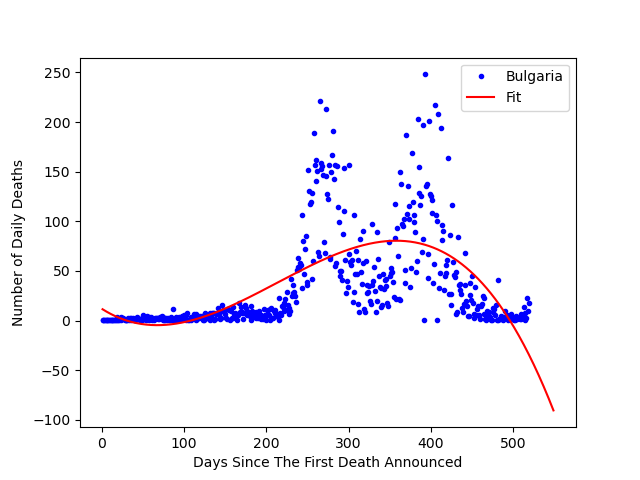 Bulgaria
Fit
250
200
150
100
50
0
−50
−100
0 100 200 300 400 500
Number of Daily Deaths
Days Since The First Death Announced